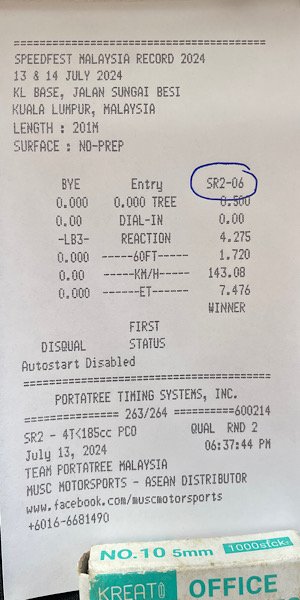 ==============================
SPEEDFEST MALAYSIA RECORD 2024
13 & 14 JULY 2024
KL BASE, JALAN SUNGAI BESI
KUALA LUMPUR, MALAYSIA
LENGTH : 201M
SURFACE : NO-PREP
BYE Entry SR2-06
0.000 0.000 TREE 0.500
0.00 DIAL-IN 0.00
-LB3- REACTION 4.275
0.000 -----60FT----- 1.720
0.00 -----KM/H----- 143.08
0.000 ------ET------ 7.476
WINNER
FIRST
DISQUAL STATUS
Autostart Disabled
==============================
PORTATREE TIMING SYSTEMS, INC.
============ 263/264 ==========600214
SR2 - 4T<185cc PCO QUAL RND 2
July 13, 2024 06:37:44 PM
TEAM PORTATREE MALAYSIA
MUSC MOTORSPORTS - ASEAN DISTRIBUTOR
www.facebook.com/muscmotorsports
+6016-6681490
NO.10 5mm 1000stck
KREATO OFFICE